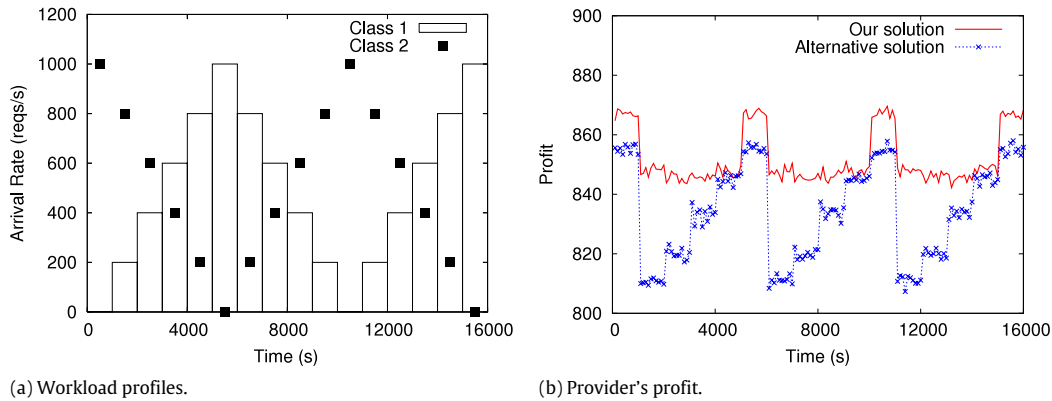 1200
1000
800
600
400
200
0
Arrival Rate (reqs/s)
Class 1
Class 2
0 4000 8000 12000 16000
Time (s)
(a) Workload profiles.
900
880
860
840
820
800
Profit
Our solution
Alternative solution
0 4000 8000 12000 16000
Time (s)
(b) Provider's profit.